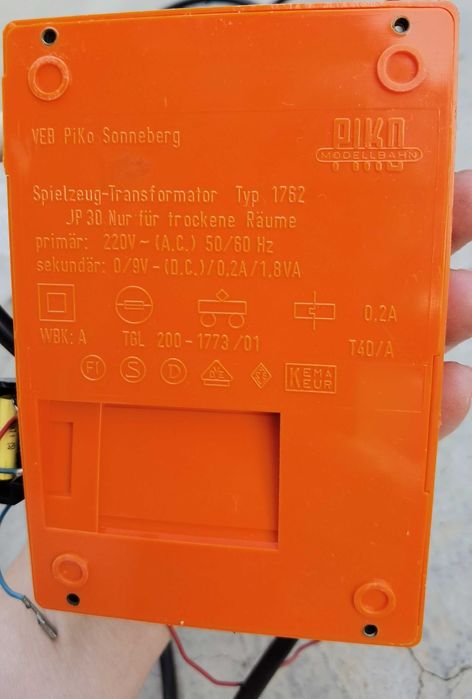 VEB PiKo Sonneberg
PIKO
MODELLBAHN
Spielzeug-Transformator Typ 1762
JP 30 Nur für trockene Räume
primär: 220V ~ (A.C.) 50/60 Hz
sekundär: 0/9V - (D.C.)/0,2A/1,8VA
0,2A
WBK: A TGL 200-1773/01 T40/A
FI S D KEMA
EUR